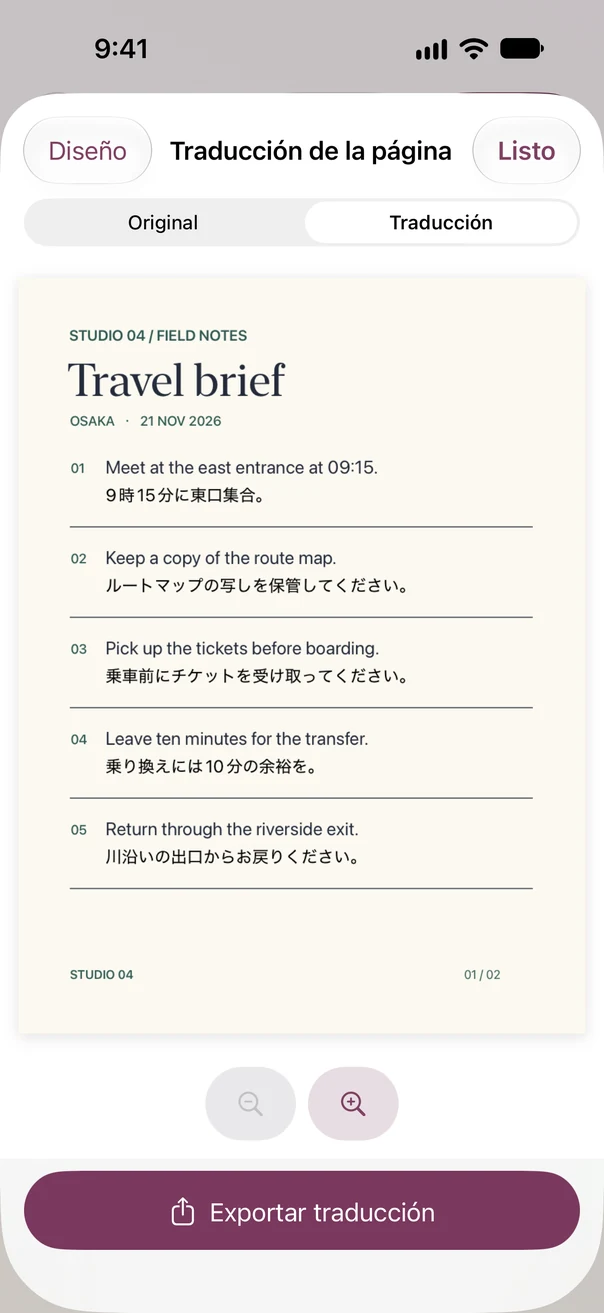 9:41
Diseño
Traducción de la página
Listo
Original
Traducción
STUDIO 04 / FIELD NOTES
Travel brief
OSAKA · 21 NOV 2026
01 Meet at the east entrance at 09:15.
9時15分に東口集合。
02 Keep a copy of the route map.
ルートマップの写しを保管してください。
03 Pick up the tickets before boarding.
乗車前にチケットを受け取ってください。
04 Leave ten minutes for the transfer.
乗り換えには10分の余裕を。
05 Return through the riverside exit.
川沿いの出口からお戻りください。
STUDIO 04
01 / 02
Exportar traducción